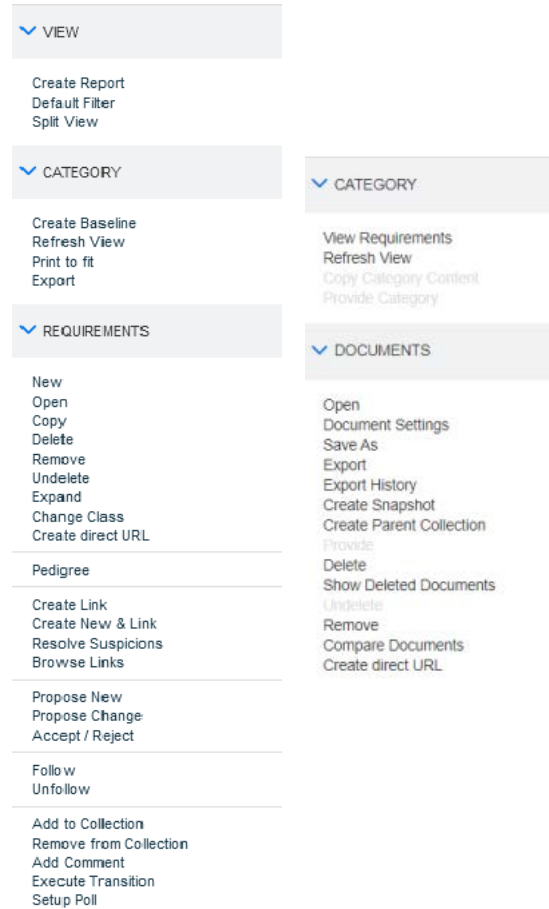 VIEW
Create Report
Default Filter
Split View
CATEGORY
Create Baseline
Refresh View
Print to fit
Export
REQUIREMENTS
New
Open
Copy
Delete
Remove
Undelete
Expand
Change Class
Create direct URL
Pedigree
Create Link
Create New & Link
Resolve Suspicions
Browse Links
Propose New
Propose Change
Accept / Reject
Follow
Unfollow
Add to Collection
Remove from Collection
Add Comment
Execute Transition
Setup Poll
CATEGORY
View Requirements
Refresh View
Copy Category Content
Provide Category
DOCUMENTS
Open
Document Settings
Save As
Export
Export History
Create Snapshot
Create Parent Collection
Provide
Delete
Show Deleted Documents
Undelete
Remove
Compare Documents
Create direct URL